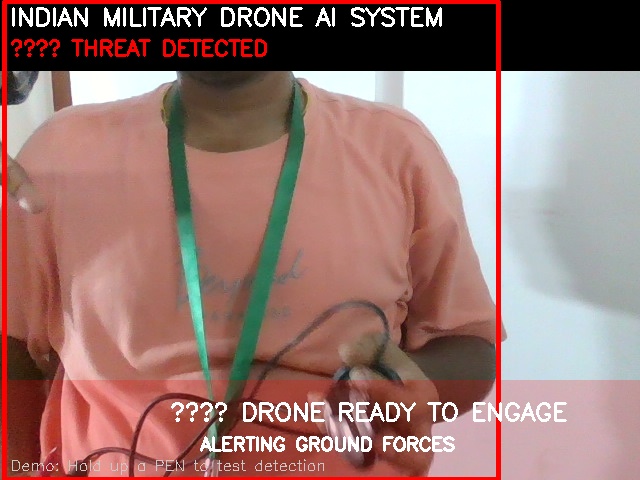 INDIAN MILITARY DRONE AI SYSTEM
???? THREAT DETECTED
???? DRONE READY TO ENGAGE
ALERTING GROUND FORCES
Demo: Hold up a PEN to test detection